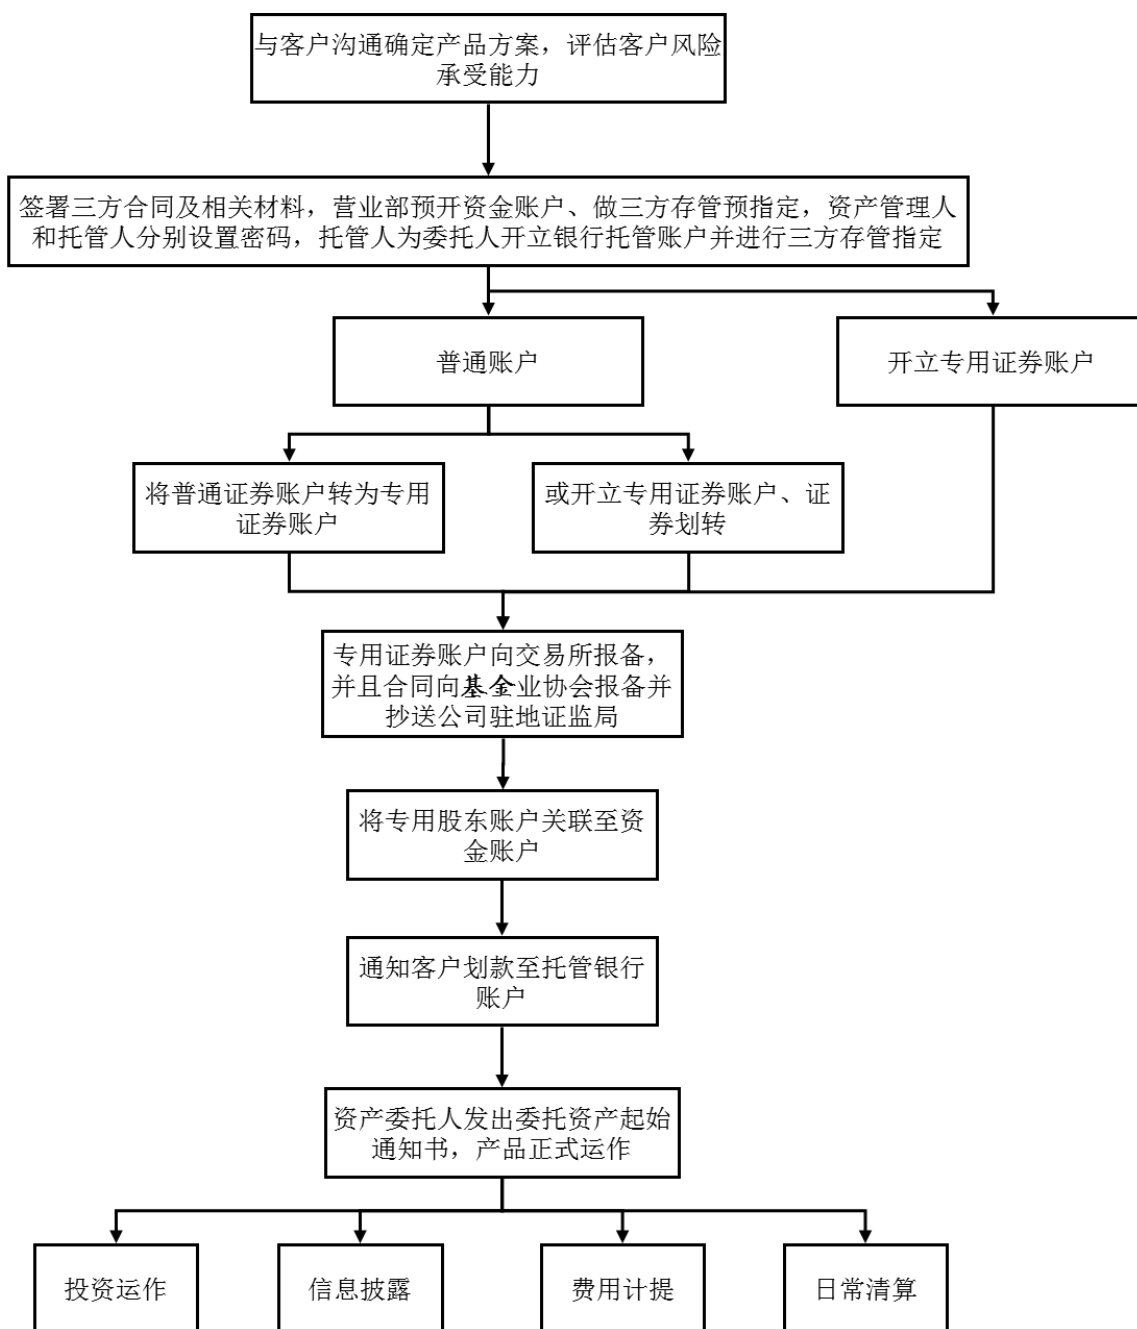 与客户沟通确定产品方案，评估客户风险
承受能力
签署三方合同及相关材料，营业部预开资金账户、做三方存管预指定，资产管理人
和托管人分别设置密码，托管人为委托人开立银行托管账户并进行三方存管指定
普通账户
开立专用证券账户
将普通证券账户转为专用
证券账户
或开立专用证券账户、证
券划转
专用证券账户向交易所报备，
并且合同向基金业协会报备并
抄送公司驻地证监局
将专用股东账户关联至资
金账户
通知客户划款至托管银行
账户
资产委托人发出委托资产起始
通知书，产品正式运作
投资运作
信息披露
费用计提
日常清算